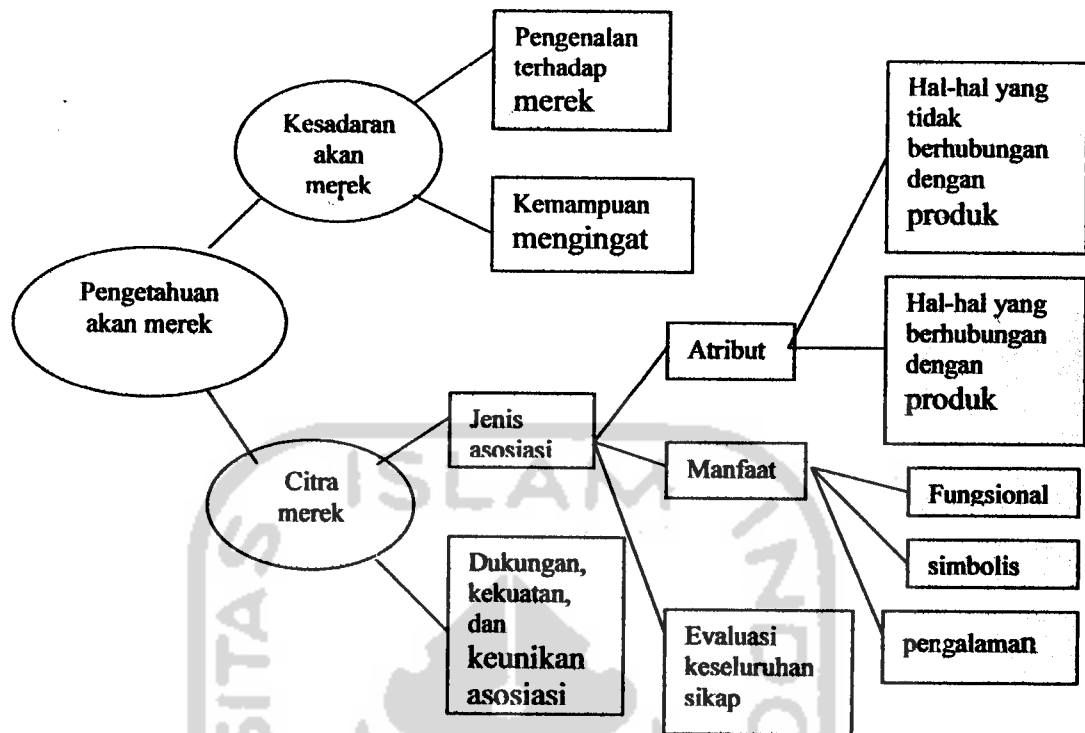 Pengenalan
terhadap
merek
Kesadaran
akan
merek
Kemampuan
mengingat
Pengetahuan
akan merek
Hal-hal yang
tidak
berhubungan
dengan
produk
Hal-hal yang
berhubungan
dengan
produk
Atribut
Jenis
asosiasi
Manfaat
Citra
merek
Fungsional
simbolis
pengalaman
Dukungan,
kekuatan,
dan
keunikan
asosiasi
Evaluasi
keseluruhan
sikap
ISLAM